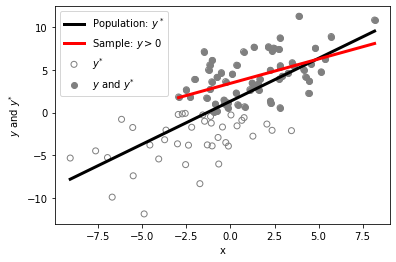 Population: y*
Sample: y > 0
y*
y and y*
10
5
0
−5
−10
y and y*
−7.5 −5.0 −2.5 0.0 2.5 5.0 7.5
x